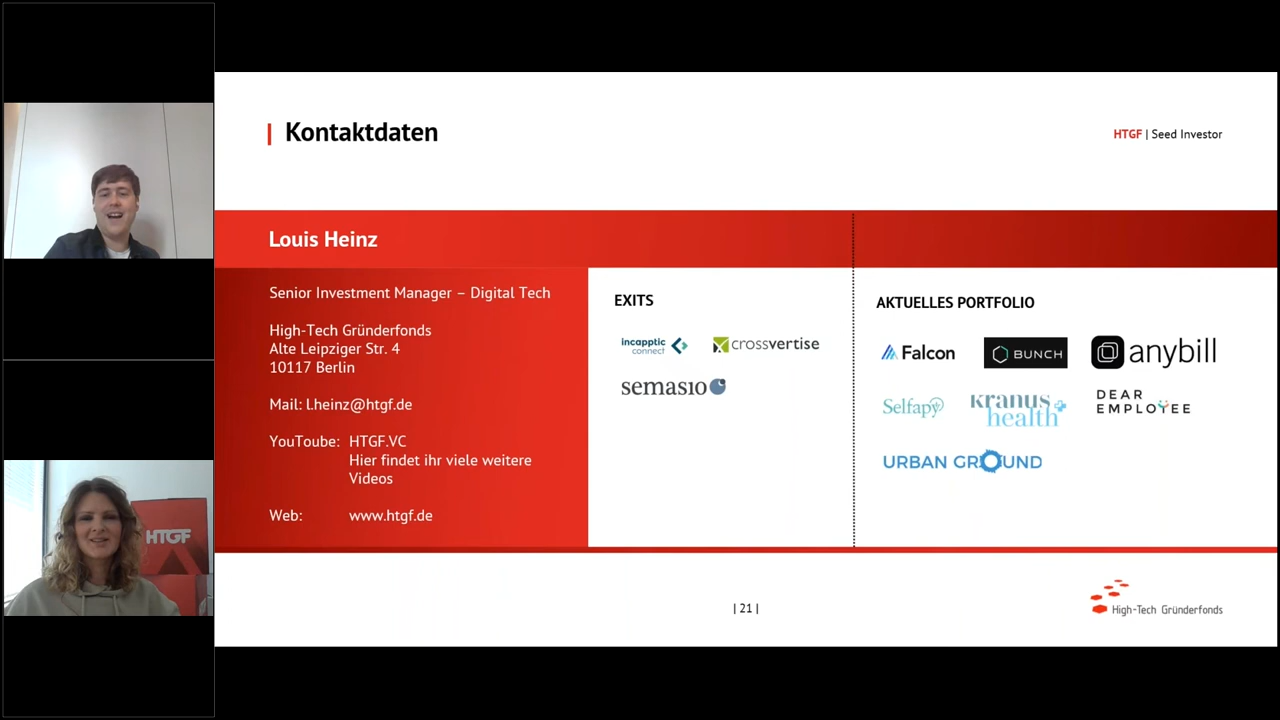 Kontaktdaten
HTGF | Seed Investor
Louis Heinz
Senior Investment Manager – Digital Tech
High-Tech Gründerfonds
Alte Leipziger Str. 4
10117 Berlin
Mail: L.heinz@htgf.de
YouToube: HTGF.VC
Hier findet ihr viele weitere
Videos
Web: www.htgf.de
EXITS
incapptic
connect
crossvertise
semasio
AKTUELLES PORTFOLIO
Falcon
BUNCH
anybill
Selfapy
kranus
health
DEAR
EMPLOYEE
URBAN GROUND
HTGF
| 21 |
High-Tech Gründerfonds